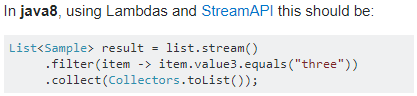 In java8, using Lambdas and StreamAPI this should be:
List<Sample> result = list.stream()
    .filter(item -> item.value3.equals("three"))
    .collect(Collectors.toList());